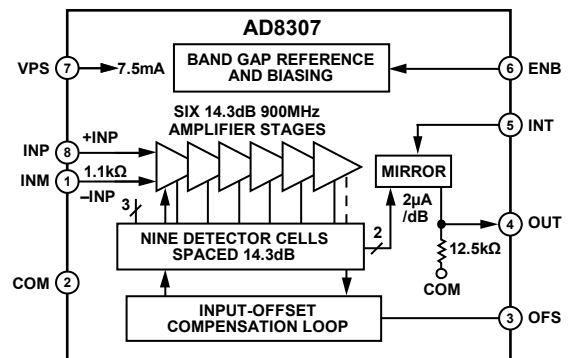 AD8307
VPS 7 7.5mA
BAND GAP REFERENCE
AND BIASING
6 ENB
SIX 14.3dB 900MHz
AMPLIFIER STAGES
5 INT
INP 8 +INP
INM 1 1.1kΩ
–INP
MIRROR
3
2µA
/dB
2
4 OUT
NINE DETECTOR CELLS
SPACED 14.3dB
12.5kΩ
COM 2
COM
INPUT-OFFSET
COMPENSATION LOOP
3 OFS